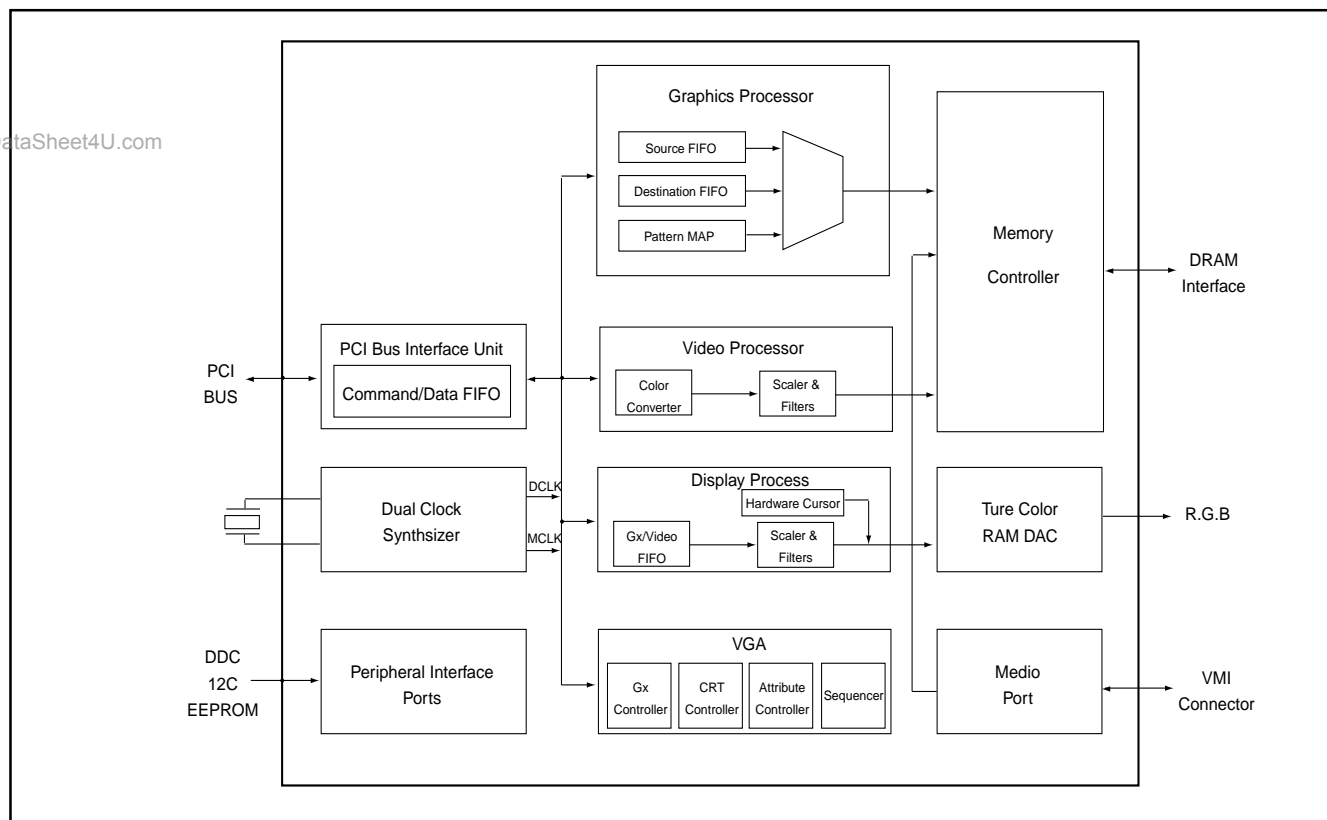 DataSheet4U.com
Graphics Processor
Source FIFO
Destination FIFO
Pattern MAP
Memory
Controller
DRAM
Interface
PCI
BUS
PCI Bus Interface Unit
Command/Data FIFO
Video Processor
Color
Converter
Scaler &
Filters
Dual Clock
Synthsizer
DCLK
MCLK
Display Process
Hardware Cursor
Gx/Video
FIFO
Scaler &
Filters
Ture Color
RAM DAC
R.G.B
DDC
12C
EEPROM
Peripheral Interface
Ports
VGA
Gx
Controller
CRT
Controller
Attribute
Controller
Sequencer
Medio
Port
VMI
Connector